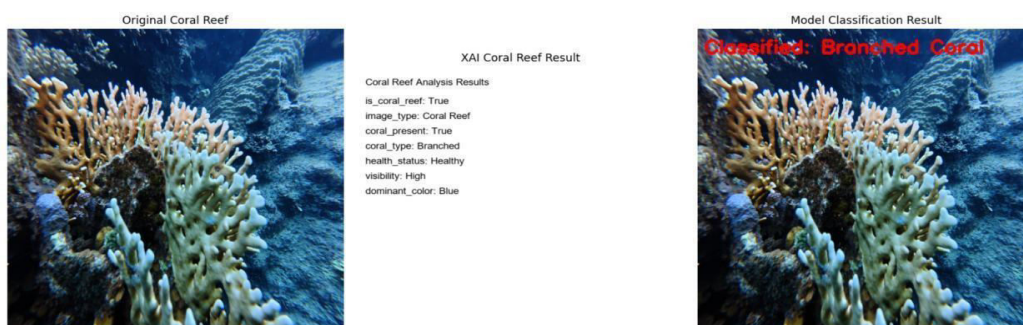 Original Coral Reef
XAI Coral Reef Result
Coral Reef Analysis Results
is_coral_reef: True
image_type: Coral Reef
coral_present: True
coral_type: Branched
health_status: Healthy
visibility: High
dominant_color: Blue
Model Classification Result
Classified: Branched Coral